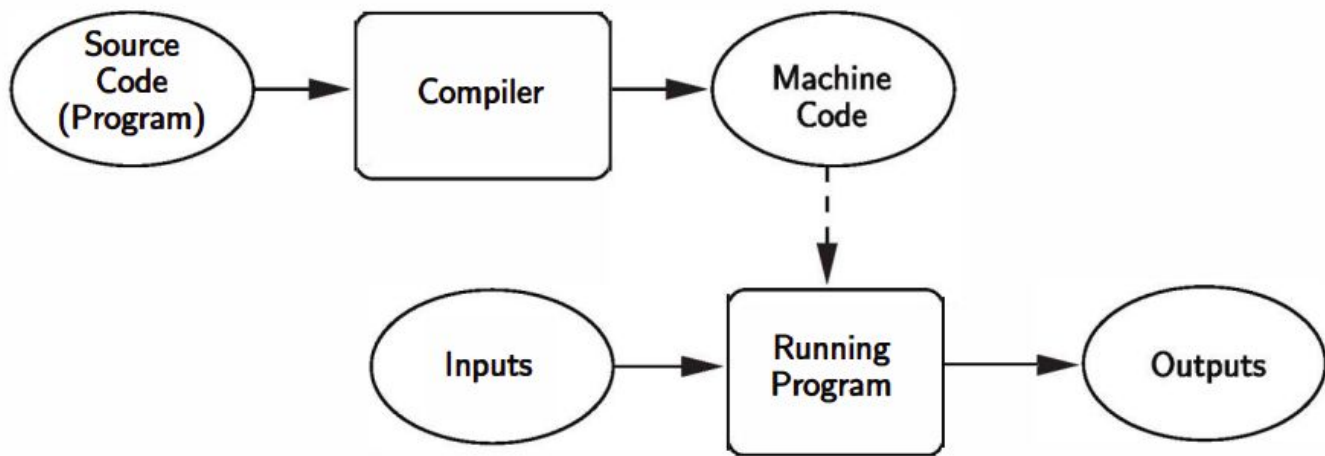 Source
Code
(Program)
Compiler
Machine
Code
Inputs
Running
Program
Outputs